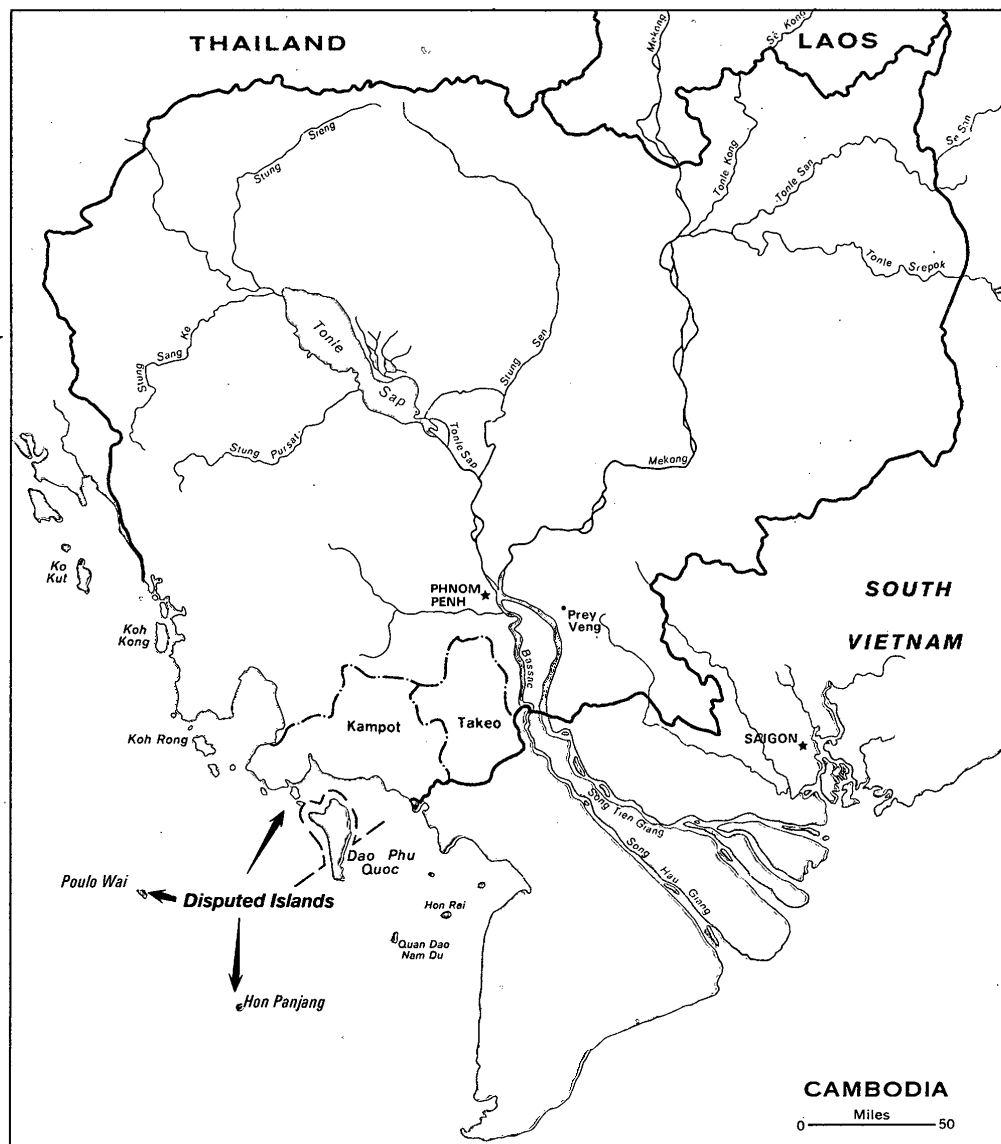 THAILAND
LAOS
Mekong
Se Kong
Stung Sreng
Tonle Kong
Tonle San
Se San
Tonle Srepok
Tonle
Sap
Stung Sang Ke
Stung Sen
Stung Pursat
Tonle Sap
Mekong
Ko
Kut
PHNOM
PENH
Prey
Veng
SOUTH
VIETNAM
Koh
Kong
Bassac
Kampot
Takeo
Koh Rong
SAIGON
Song Tien Giang
Song Hau Giang
Dao Phu
Quoc
Poulo Wai
Disputed Islands
Hon Rai
Quan Dao
Nam Du
Hon Panjang
CAMBODIA
Miles
0 50